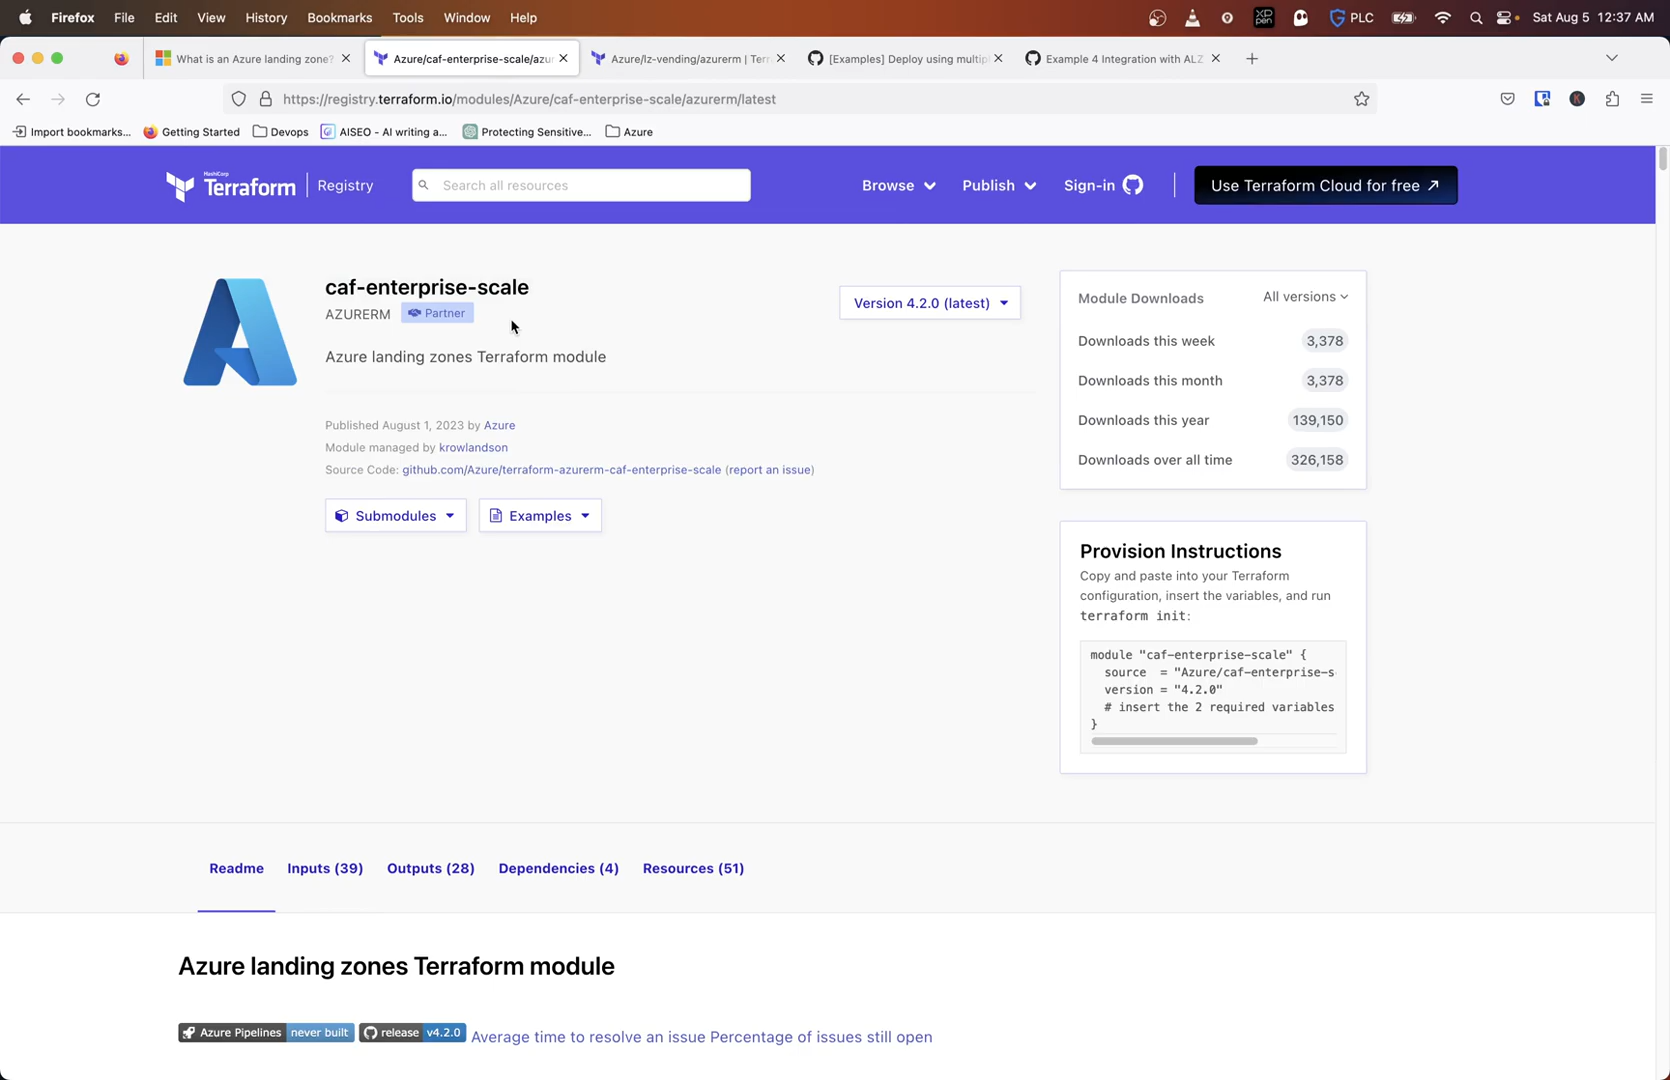 Firefox File Edit View History Bookmarks Tools Window Help
XP PEN
PLC
Sat Aug 5 12:37 AM
What is an Azure landing zone?
Azure/caf-enterprise-scale/azur
Azure/lz-vending/azurerm | Terr
[Examples] Deploy using multipl
Example 4 Integration with ALZ
https://registry.terraform.io/modules/Azure/caf-enterprise-scale/azurerm/latest
K
Import bookmarks...
Getting Started
Devops
AISEO - AI writing a...
Protecting Sensitive...
Azure
HashiCorp
Terraform
Registry
Search all resources
Browse
Publish
Sign-in
Use Terraform Cloud for free
caf-enterprise-scale
AZURERM
Partner
Azure landing zones Terraform module
Version 4.2.0 (latest)
Published August 1, 2023 by Azure
Module managed by krowlandson
Source Code: github.com/Azure/terraform-azurerm-caf-enterprise-scale (report an issue)
Submodules
Examples
Module Downloads
All versions
Downloads this week 3,378
Downloads this month 3,378
Downloads this year 139,150
Downloads over all time 326,158
Provision Instructions
Copy and paste into your Terraform
configuration, insert the variables, and run
terraform init:
module "caf-enterprise-scale" {
source = "Azure/caf-enterprise-s
version = "4.2.0"
# insert the 2 required variables
}
Readme
Inputs (39)
Outputs (28)
Dependencies (4)
Resources (51)
Azure landing zones Terraform module
Azure Pipelines never built
release v4.2.0
Average time to resolve an issue Percentage of issues still open